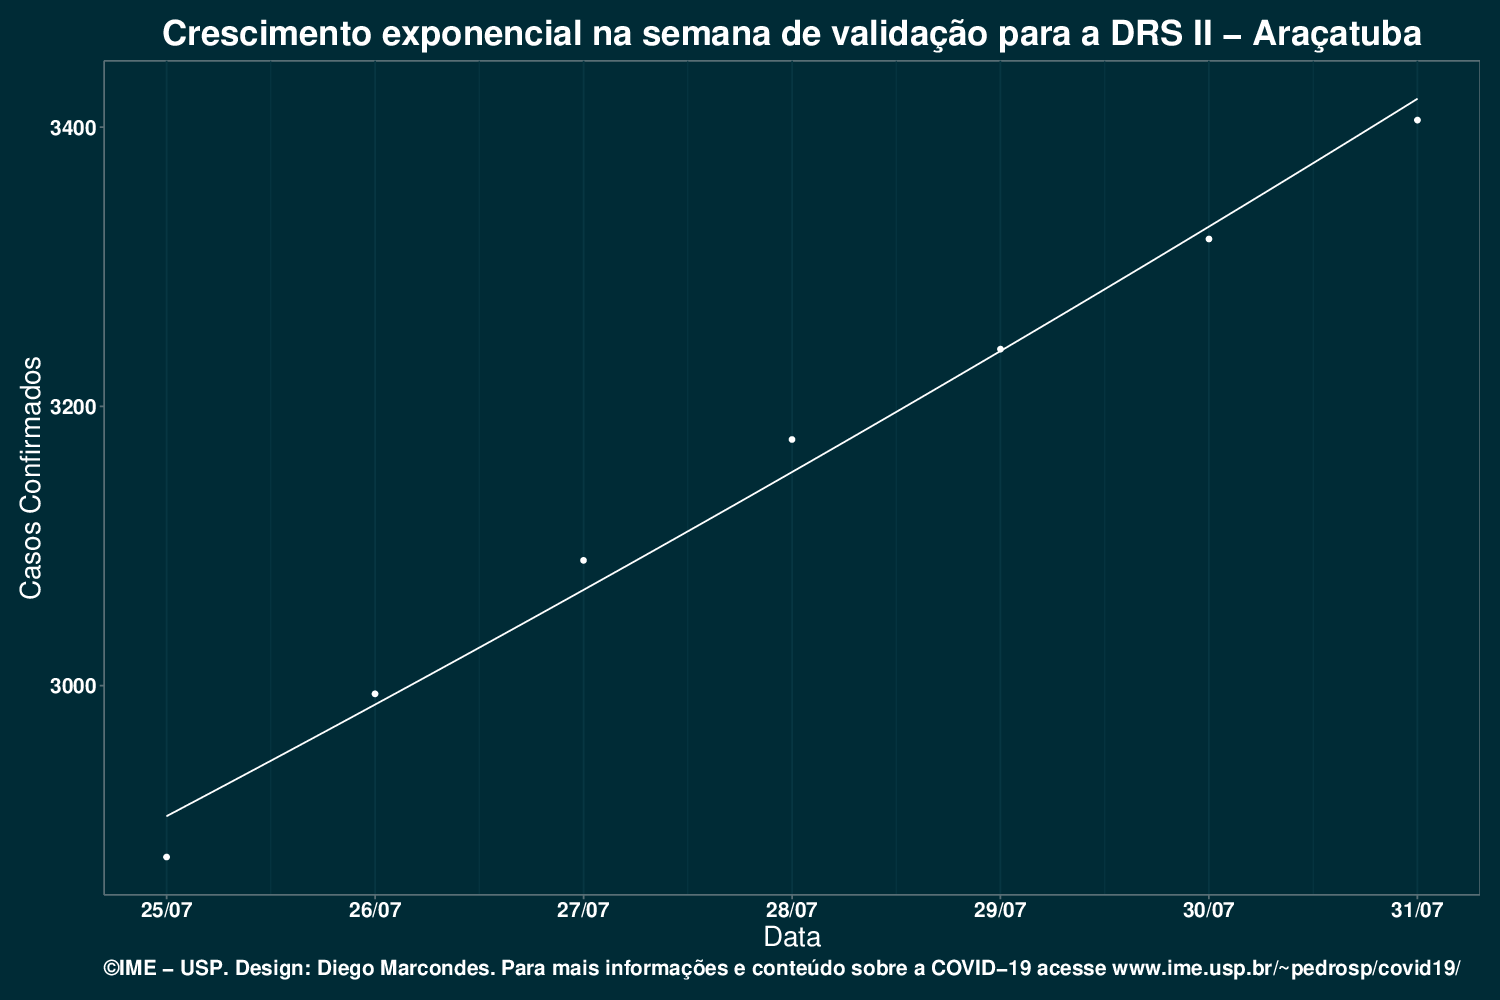 Crescimento exponencial na semana de validação para a DRS II − Araçatuba
Casos Confirmados
3400
3200
3000
25/07 26/07 27/07 28/07 29/07 30/07 31/07
Data
©IME − USP. Design: Diego Marcondes. Para mais informações e conteúdo sobre a COVID−19 acesse www.ime.usp.br/~pedrosp/covid19/